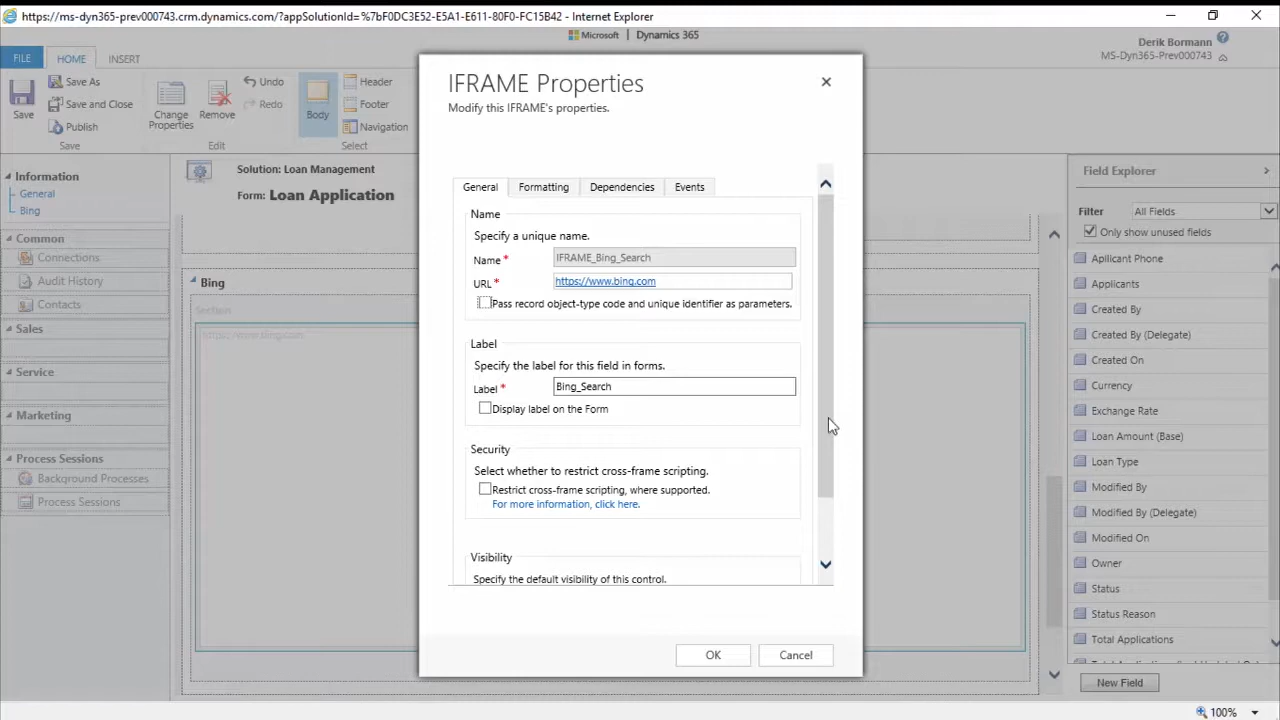 https://ms-dyn365-prev000743.crm.dynamics.com/?appSolutionId=%7bF0DC3E52-E5A1-E611-80F0-FC15B42 - Internet Explorer
Microsoft | Dynamics 365
FILE HOME INSERT
Derik Bormann
MS-Dyn365-Prev000743
Save
Save As
Save and Close
Publish
Save
Change Properties
Remove
Undo
Redo
Edit
Body
Header
Footer
Navigation
Select
Information
General
Bing
Common
Connections
Audit History
Contacts
Sales
Service
Marketing
Process Sessions
Background Processes
Process Sessions
Solution: Loan Management
Form: Loan Application
Bing
Section
https://www.bing.com
IFRAME Properties
Modify this IFRAME's properties.
General Formatting Dependencies Events
Name
Specify a unique name.
Name* IFRAME_Bing_Search
URL* https://www.bing.com
Pass record object-type code and unique identifier as parameters.
Label
Specify the label for this field in forms.
Label* Bing_Search
Display label on the Form
Security
Select whether to restrict cross-frame scripting.
Restrict cross-frame scripting, where supported.
For more information, click here.
Visibility
Specify the default visibility of this control.
OK Cancel
Field Explorer
Filter All Fields
Only show unused fields
Apllicant Phone
Applicants
Created By
Created By (Delegate)
Created On
Currency
Exchange Rate
Loan Amount (Base)
Loan Type
Modified By
Modified By (Delegate)
Modified On
Owner
Status
Status Reason
Total Applications
New Field
100%